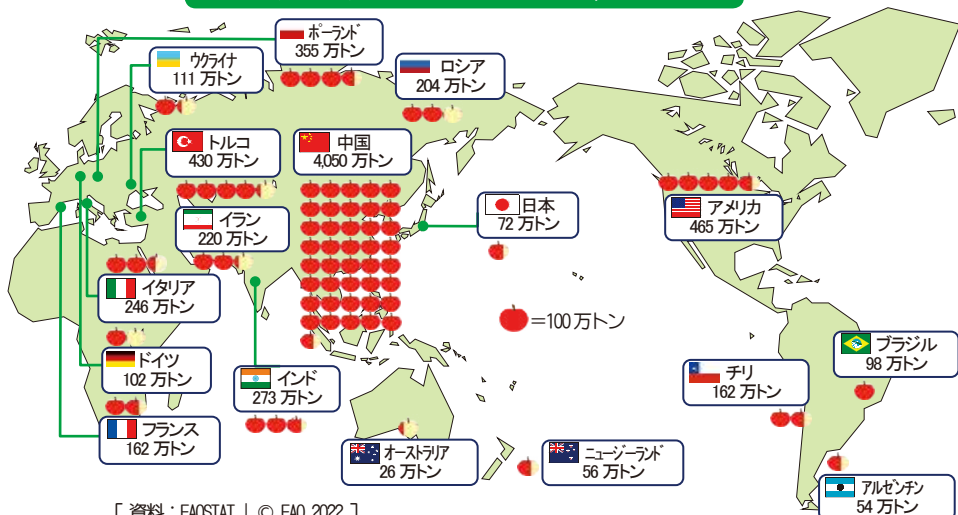 ポーランド
355 万トン
ウクライナ
111 万トン
ロシア
204 万トン
トルコ
430 万トン
中国
4,050 万トン
日本
72 万トン
アメリカ
465 万トン
イラン
220 万トン
イタリア
246 万トン
=100万トン
ドイツ
102 万トン
インド
273 万トン
フランス
162 万トン
オーストラリア
26 万トン
ニュージーランド
56 万トン
チリ
162 万トン
ブラジル
98 万トン
アルゼンチン
54 万トン
[ 資料：FAOSTAT | © FAO 2022 ]